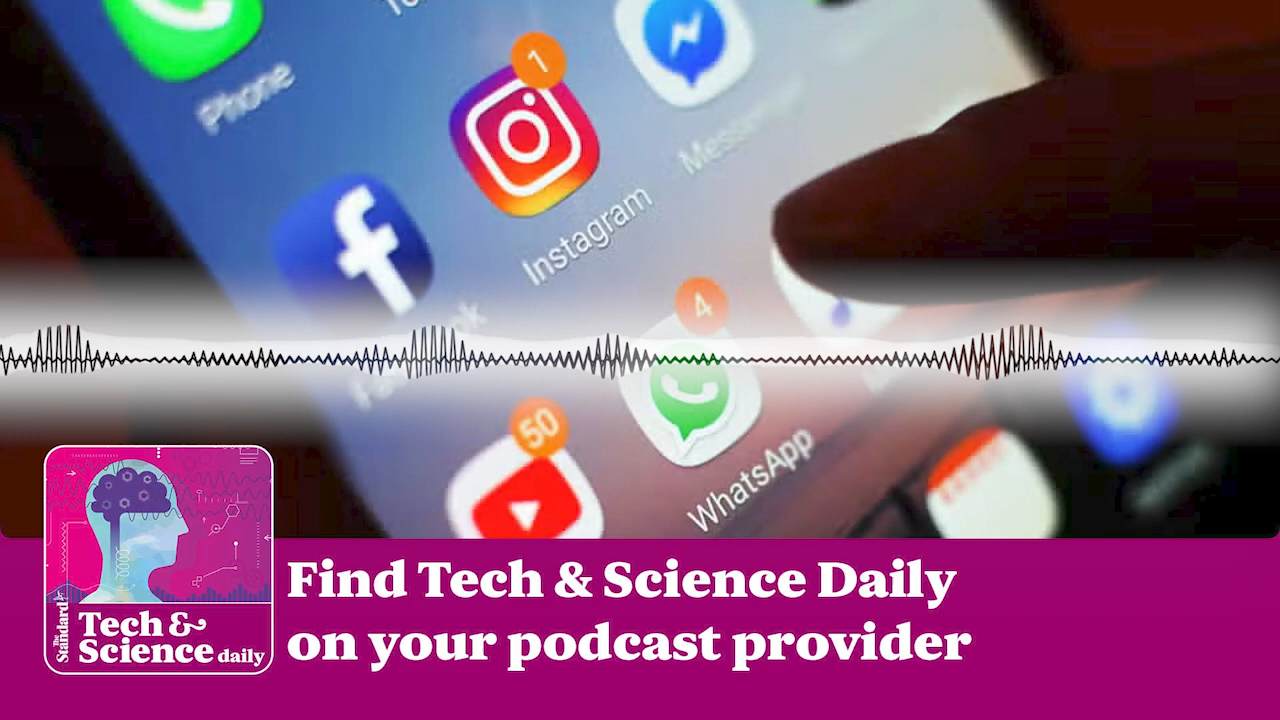 Phone
1
Messenger
Instagram
4
50
WhatsApp
The Standard
Tech &
Science daily
Find Tech & Science Daily
on your podcast provider